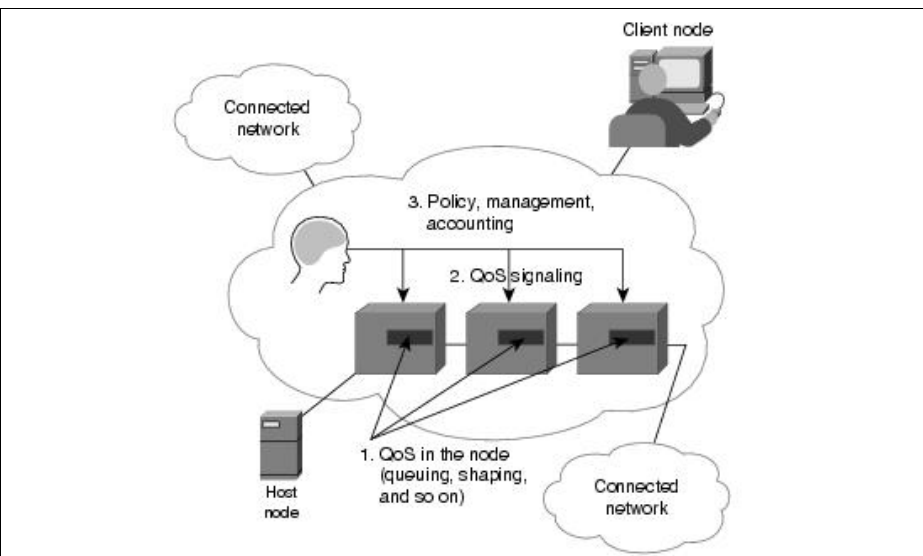 Client node
Connected
network
3. Policy, management,
accounting
2. QoS signaling
1. QoS in the node
(queuing, shaping,
and so on)
Host
node
Connected
network